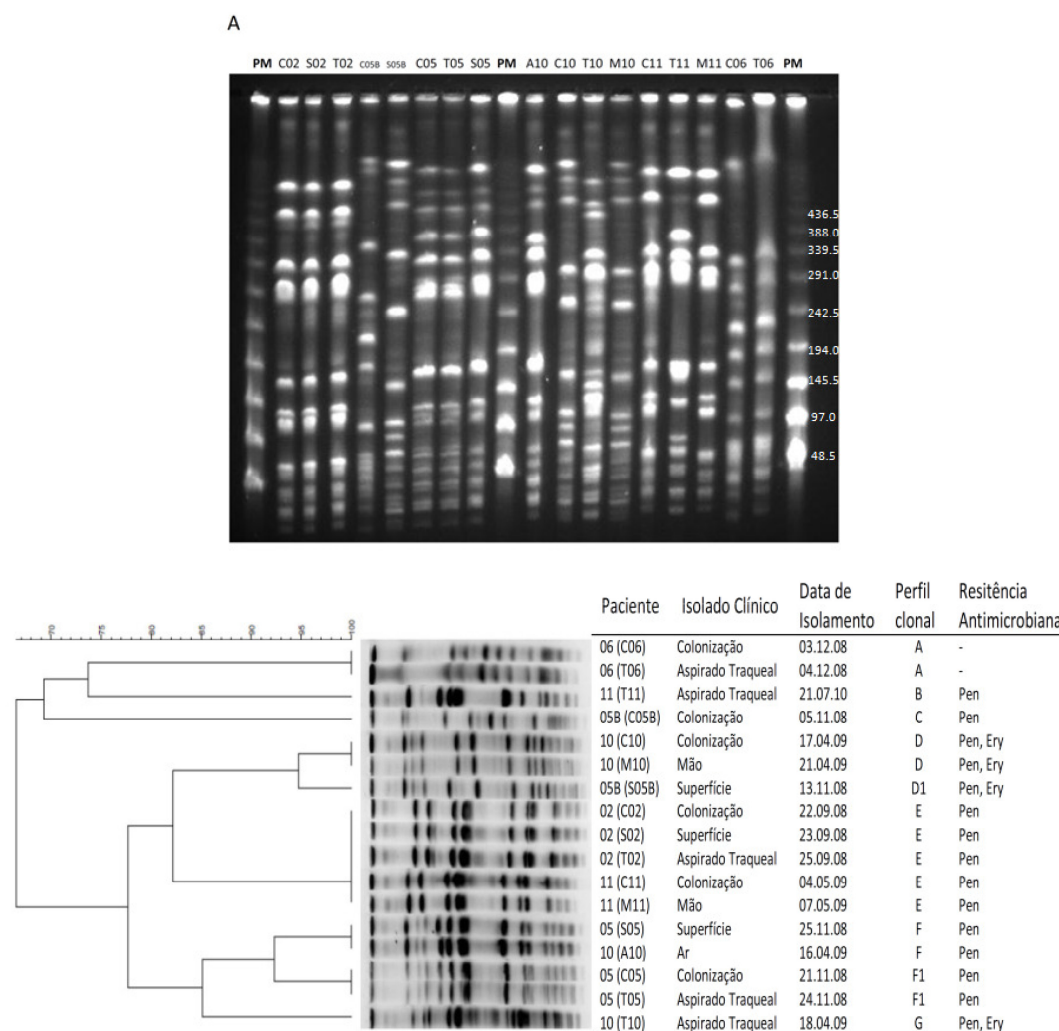 A
PM C02 S02 T02 C05B S05B C05 T05 S05 PM A10 C10 T10 M10 C11 T11 M11 C06 T06 PM
436.5
388.0
339.5
291.0
242.5
194.0
145.5
97.0
48.5
70 75 80 85 90 95 100
Paciente Isolado Clínico Data de Isolamento Perfil clonal Resitência Antimicrobiana
06 (C06) Colonização 03.12.08 A -
06 (T06) Aspirado Traqueal 04.12.08 A -
11 (T11) Aspirado Traqueal 21.07.10 B Pen
05B (C05B) Colonização 05.11.08 C Pen
10 (C10) Colonização 17.04.09 D Pen, Ery
10 (M10) Mão 21.04.09 D Pen, Ery
05B (S05B) Superfície 13.11.08 D1 Pen, Ery
02 (C02) Colonização 22.09.08 E Pen
02 (S02) Superfície 23.09.08 E Pen
02 (T02) Aspirado Traqueal 25.09.08 E Pen
11 (C11) Colonização 04.05.09 E Pen
11 (M11) Mão 07.05.09 E Pen
05 (S05) Superfície 25.11.08 F Pen
10 (A10) Ar 16.04.09 F Pen
05 (C05) Colonização 21.11.08 F1 Pen
05 (T05) Aspirado Traqueal 24.11.08 F1 Pen
10 (T10) Aspirado Traqueal 18.04.09 G Pen, Ery